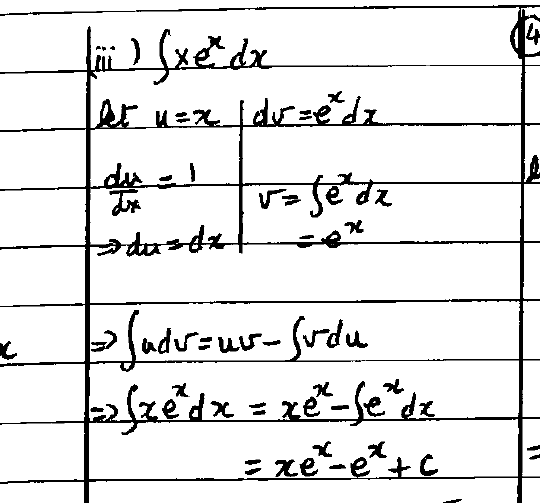 iii) ∫xe^x dx
let u = x | dv = e^x dx
du/dx = 1
v = ∫e^x dx
⇒ du = dx
= e^x
⇒ ∫udv = uv - ∫vdu
x
⇒ ∫xe^x dx = xe^x - ∫e^x dx
= xe^x - e^x + c
4
=